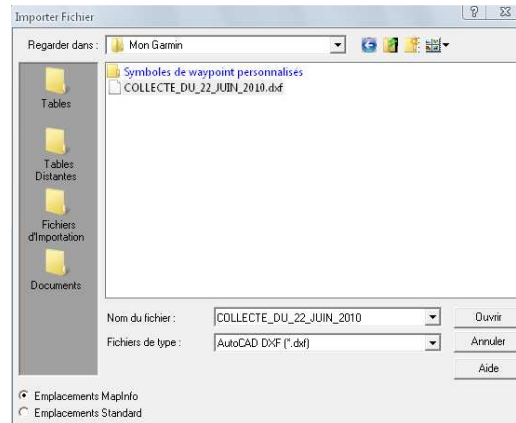 Importer Fichier
Regarder dans : Mon Garmin
Symboles de waypoint personnalisés
COLLECTE_DU_22_JUIN_2010.dxf
Tables
Tables
Distantes
Fichiers
d'Importation
Documents
Nom du fichier : COLLECTE_DU_22_JUIN_2010 Ouvrir
Fichiers de type : AutoCAD DXF (*.dxf) Annuler
Aide
Emplacements MapInfo
Emplacements Standard